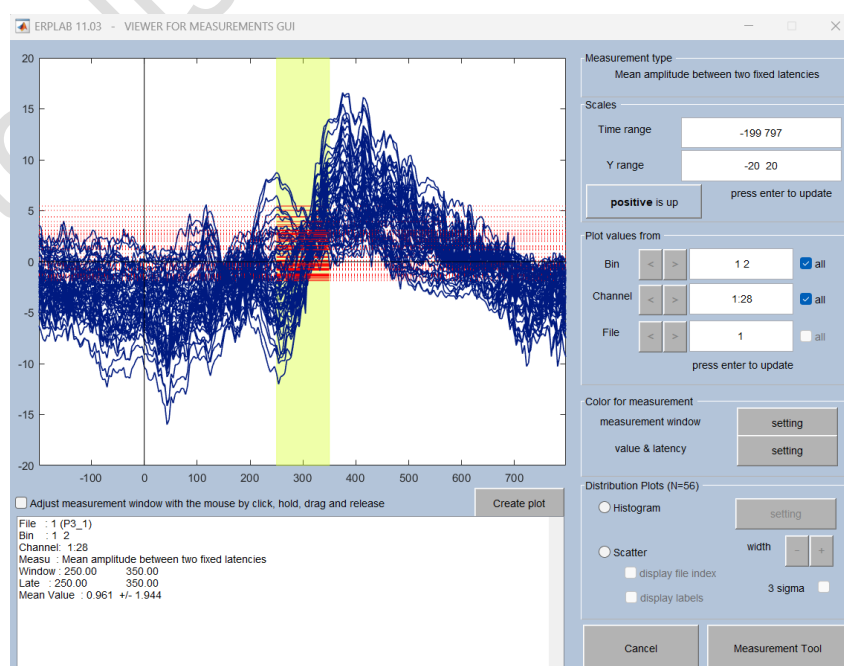 ERPLAB 11.03 - VIEWER FOR MEASUREMENTS GUI
20
15
10
5
0
-5
-10
-15
-20
-100 0 100 200 300 400 500 600 700
Adjust measurement window with the mouse by click, hold, drag and release
Create plot
File : 1 (P3_1)
Bin : 1 2
Channel: 1:28
Measu : Mean amplitude between two fixed latencies
Window : 250.00 350.00
Late : 250.00 350.00
Mean Value : 0.961 +/- 1.944
Measurement type
Mean amplitude between two fixed latencies
Scales
Time range -199 797
Y range -20 20
positive is up press enter to update
Plot values from
Bin < > 1 2 all
Channel < > 1:28 all
File < > 1 all
press enter to update
Color for measurement
measurement window setting
value & latency setting
Distribution Plots (N=56)
Histogram setting
Scatter width - +
display file index
3 sigma
display labels
Cancel Measurement Tool